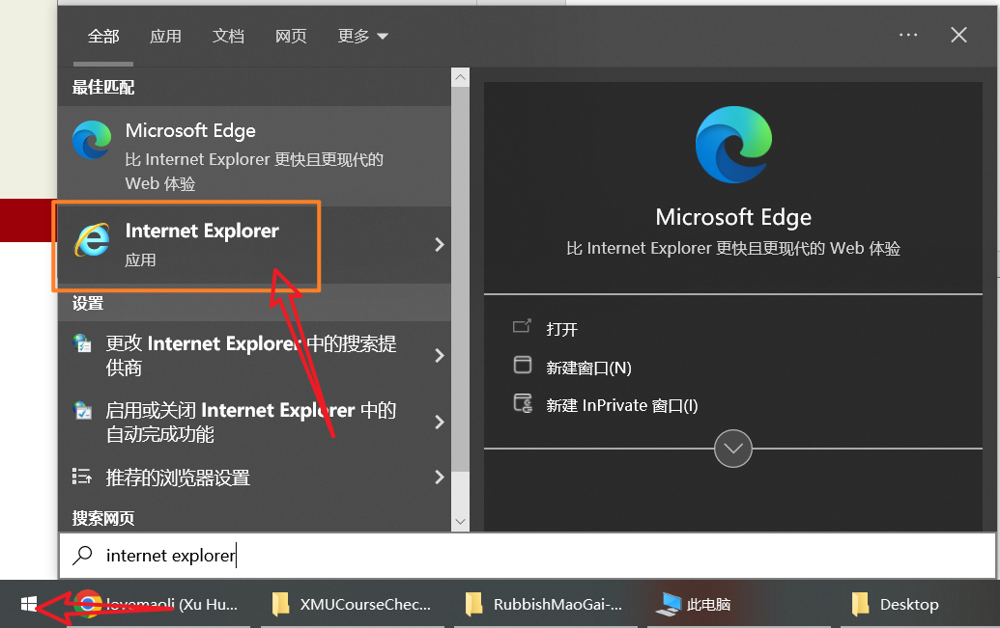 全部 应用 文档 网页 更多
最佳匹配
Microsoft Edge
比 Internet Explorer 更快且更现代的
Web 体验
Internet Explorer
应用
设置
更改 Internet Explorer 中的搜索提
供商
启用或关闭 Internet Explorer 中的
自动完成功能
推荐的浏览器设置
搜索网页
Microsoft Edge
比 Internet Explorer 更快且更现代的 Web 体验
打开
新建窗口(N)
新建 InPrivate 窗口(I)
internet explorer
lovemaoli (Xu Hu... XMUCourseChec... RubbishMaoGai-... 此电脑 Desktop